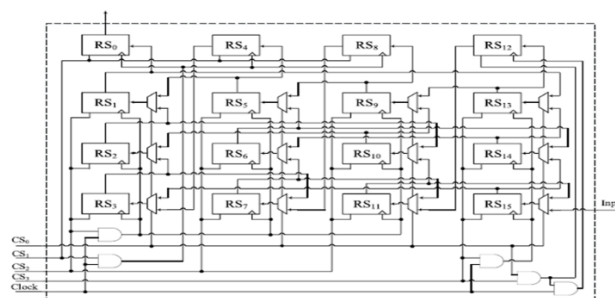 RS0 RS4 RS8 RS12
RS1 RS5 RS9 RS13
RS2 RS6 RS10 RS14
RS3 RS7 RS11 RS15
Inp
CS0
CS1
CS2
CS3
Clock